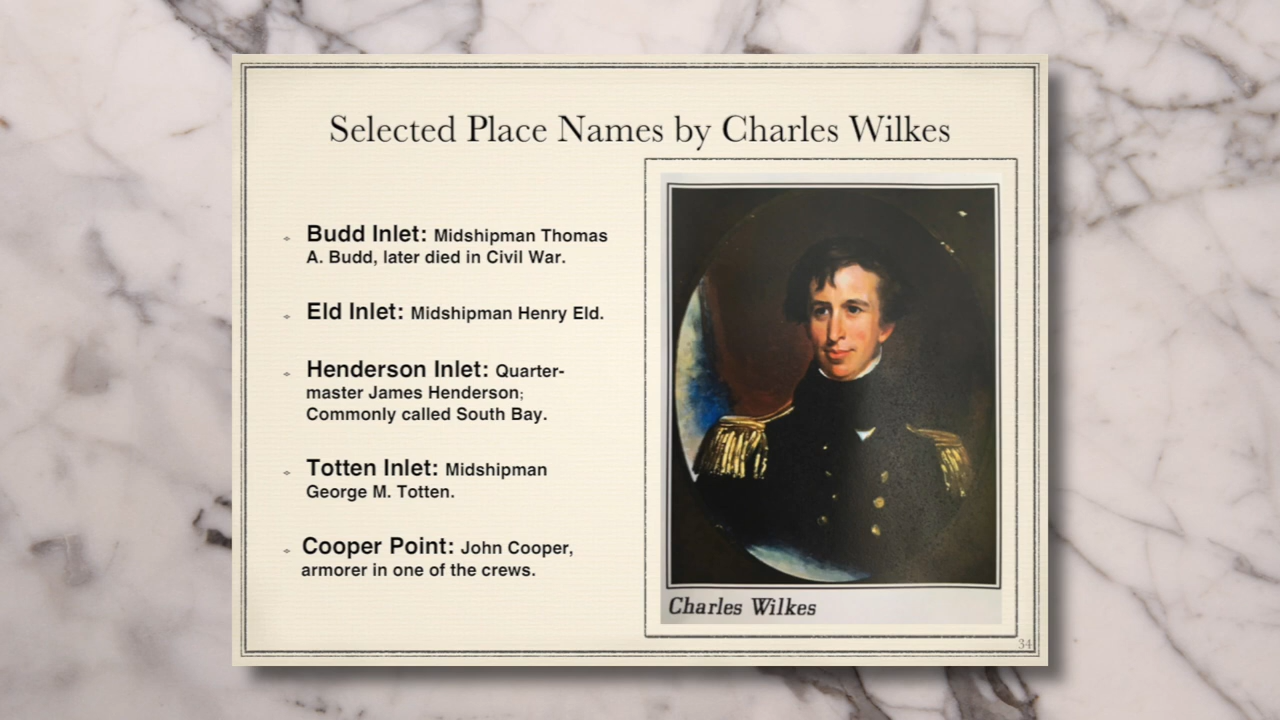 Selected Place Names by Charles Wilkes
Budd Inlet: Midshipman Thomas
A. Budd, later died in Civil War.
Eld Inlet: Midshipman Henry Eld.
Henderson Inlet: Quarter-
master James Henderson;
Commonly called South Bay.
Totten Inlet: Midshipman
George M. Totten.
Cooper Point: John Cooper,
armorer in one of the crews.
Charles Wilkes
34